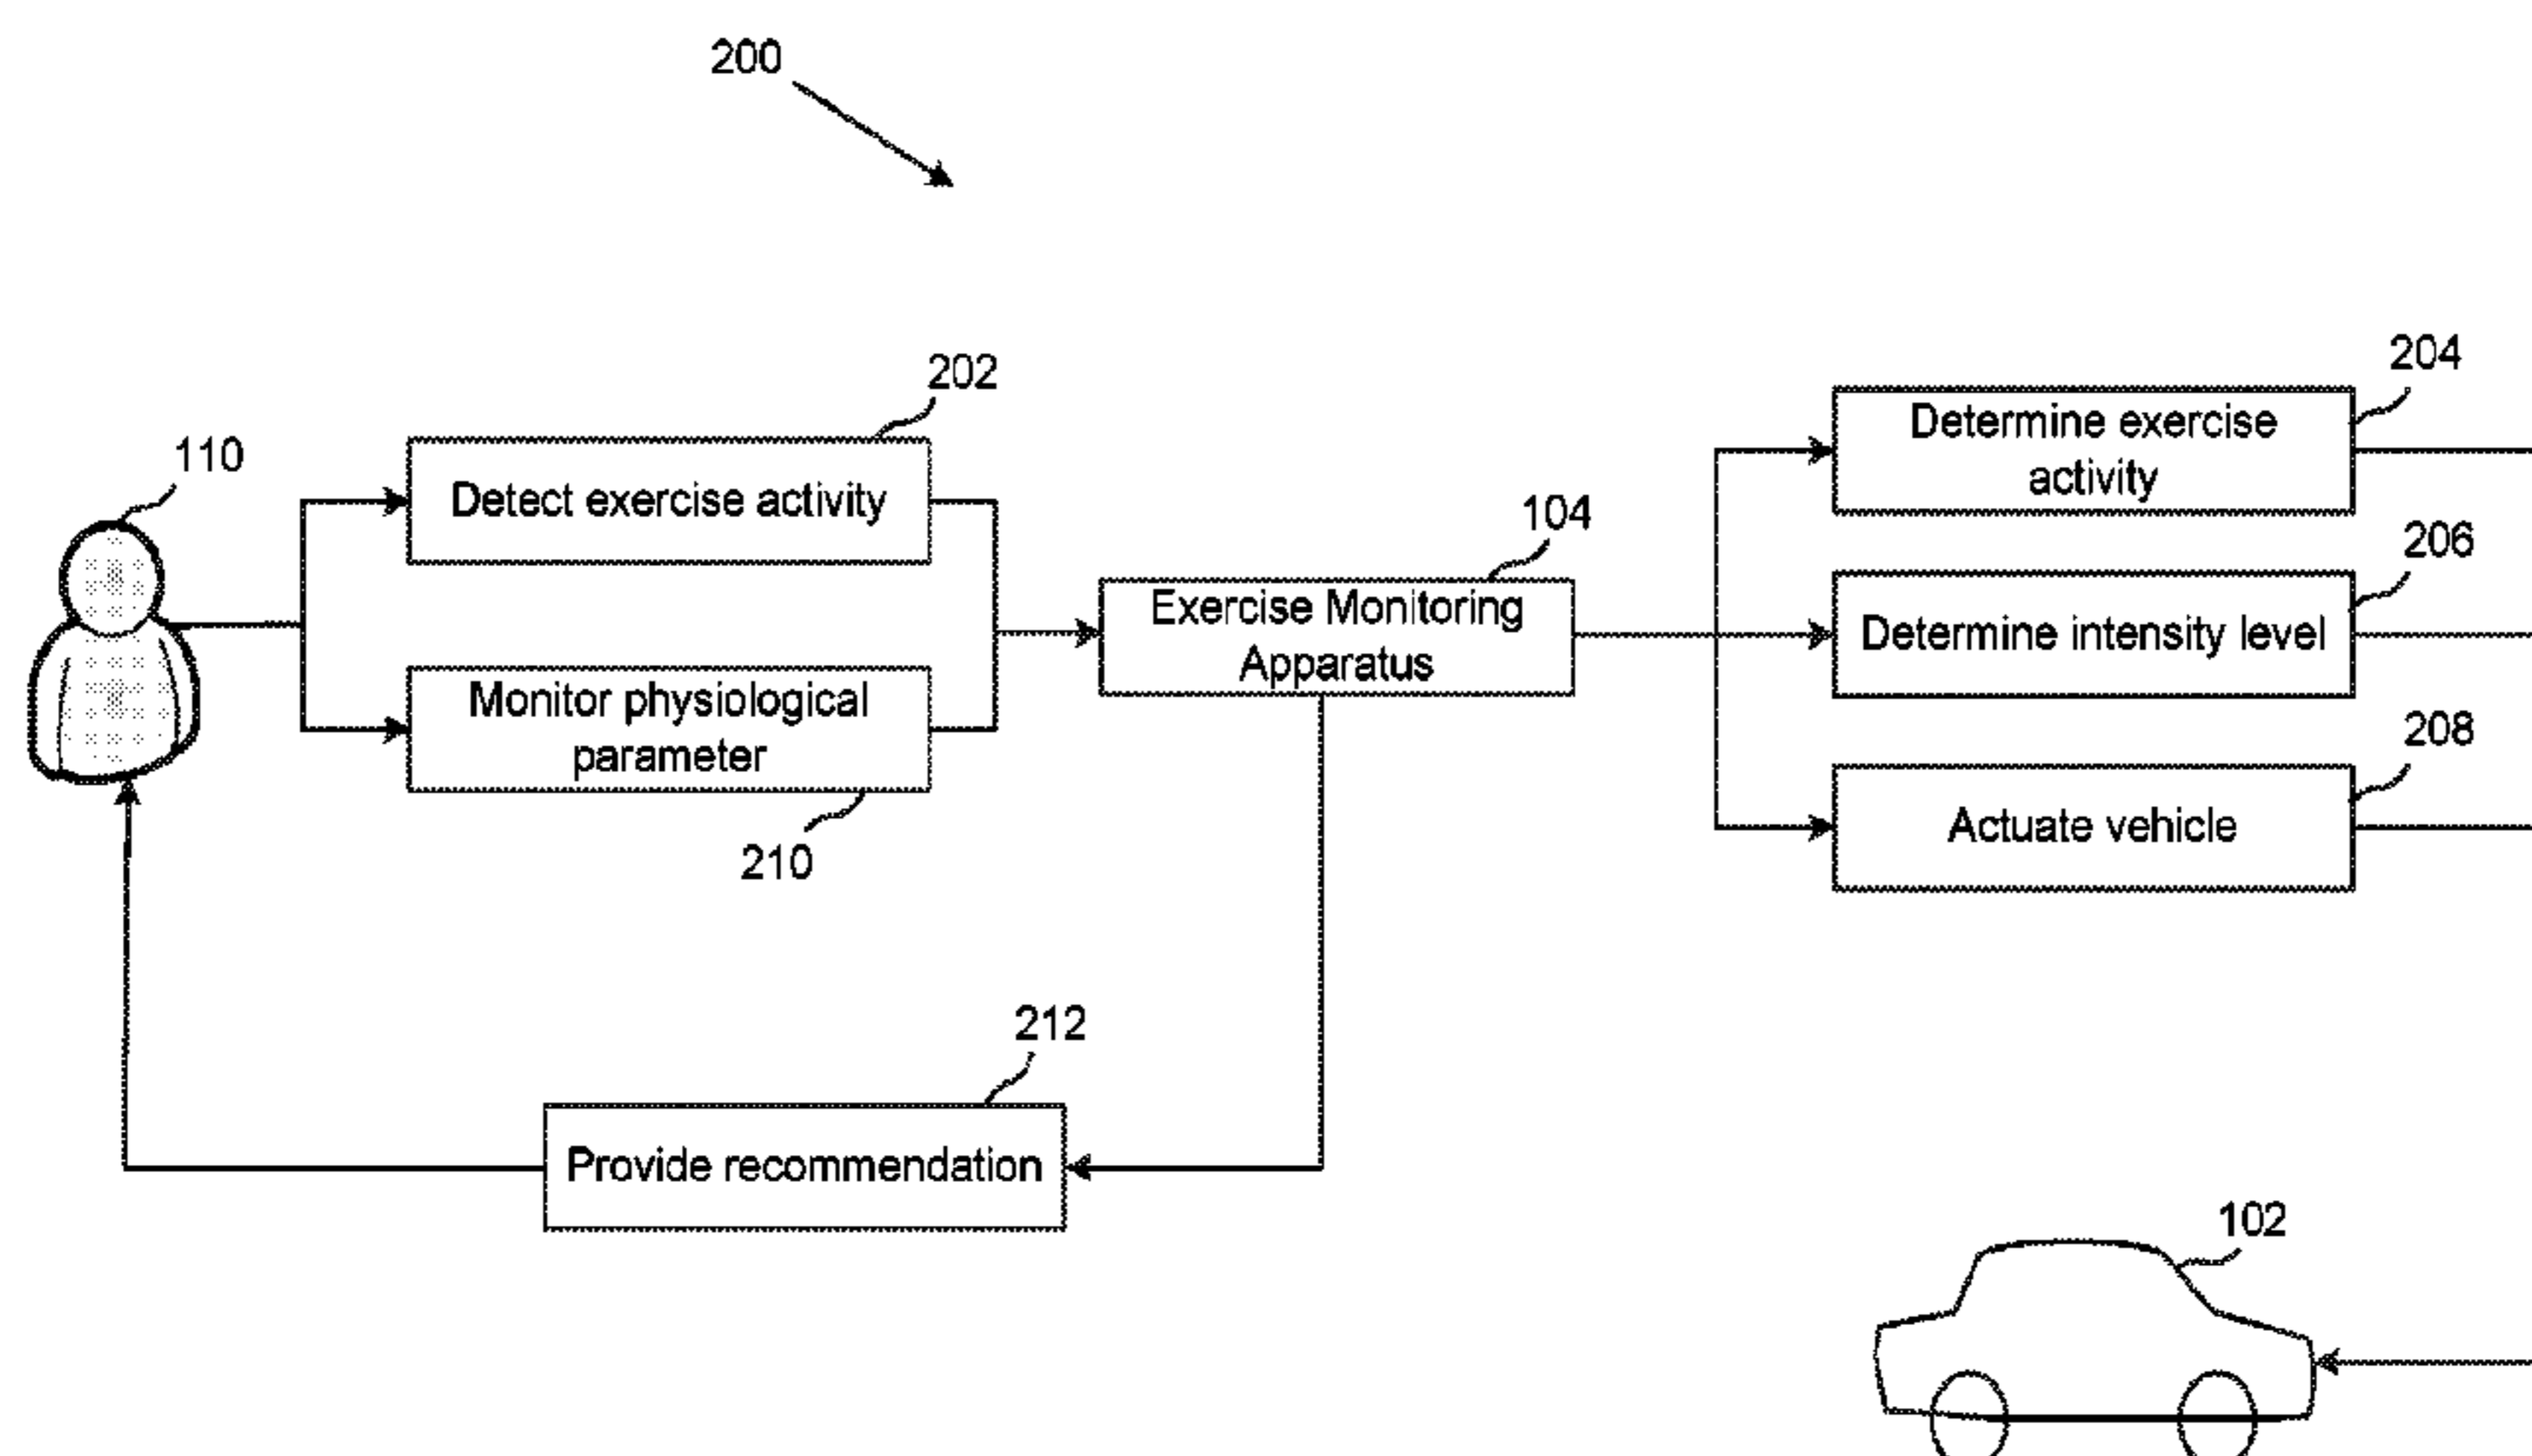 200
202
204
110
Detect exercise activity
Determine exercise
activity
104
206
Exercise Monitoring
Apparatus
Determine intensity level
Monitor physiological
parameter
208
210
Actuate vehicle
212
Provide recommendation
102